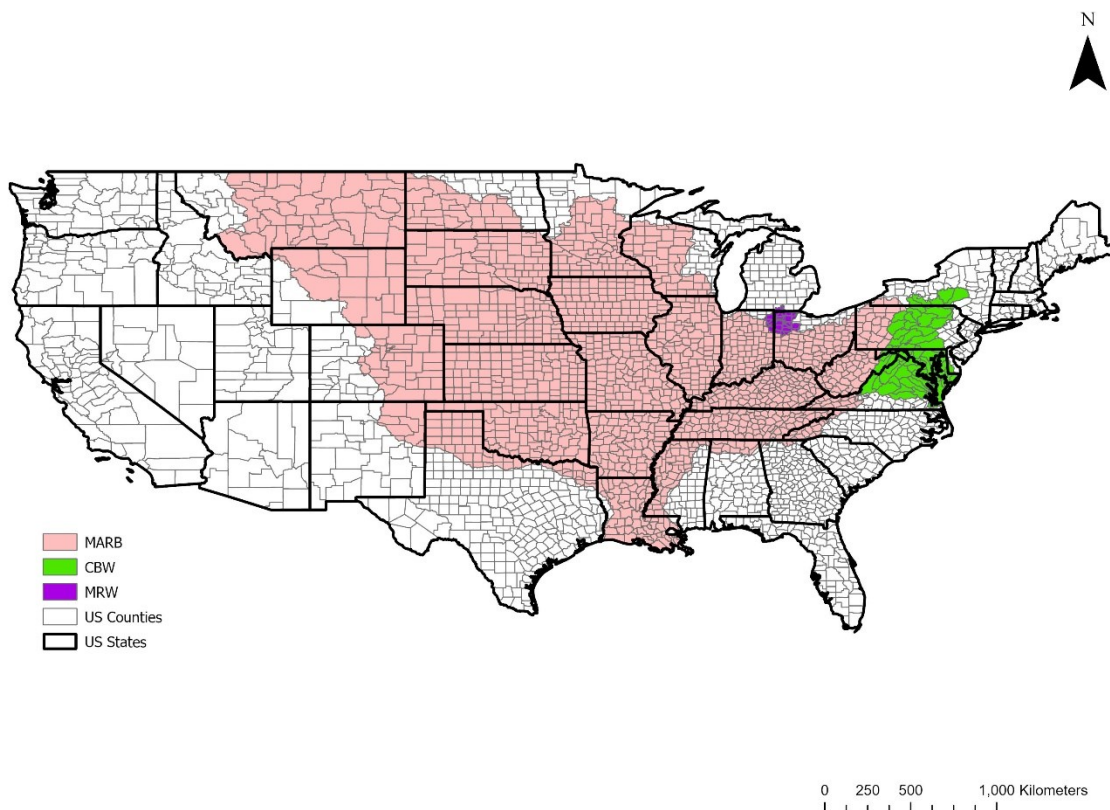 N
MARB
CBW
MRW
US Counties
US States
0 250 500 1,000 Kilometers